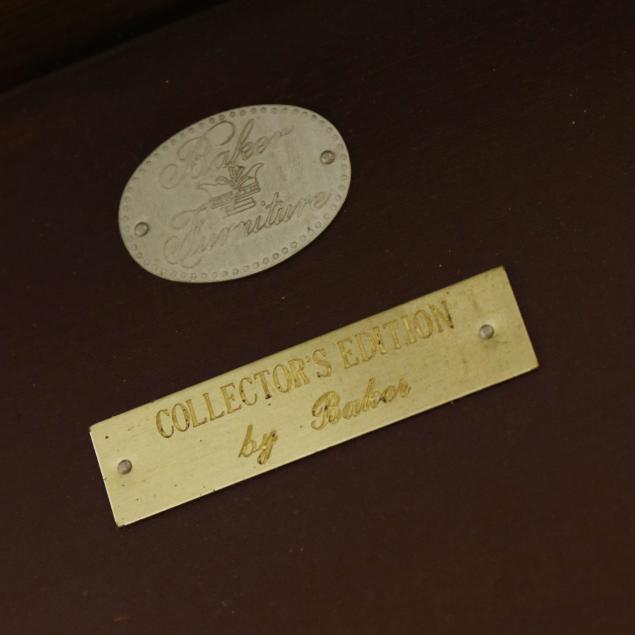 Baker
Furniture
COLLECTOR'S EDITION
by Baker